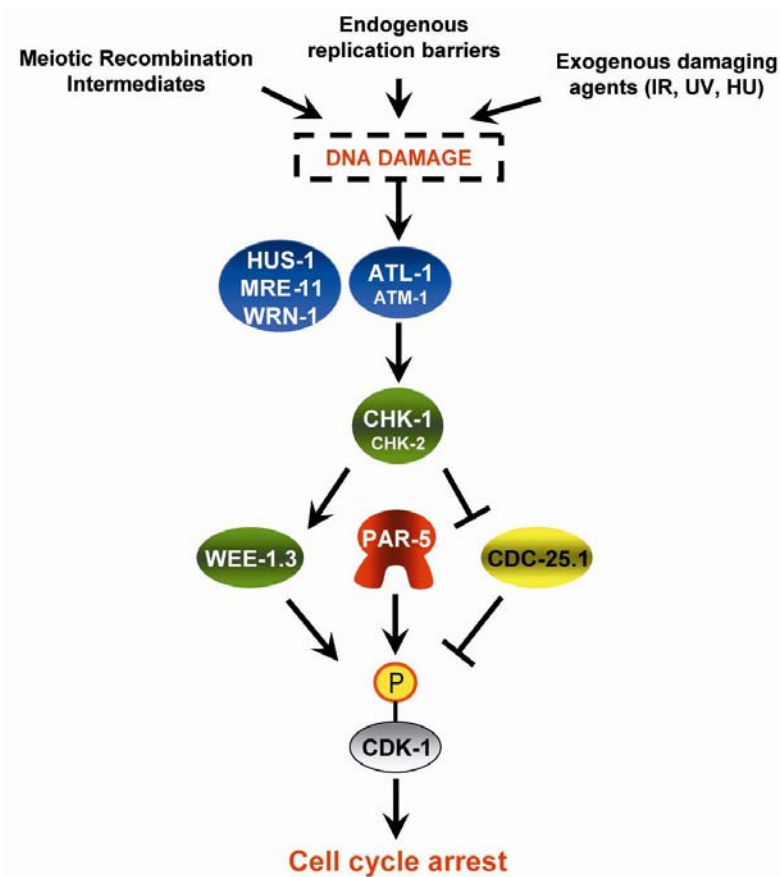 Meiotic Recombination
Intermediates
Endogenous
replication barriers
Exogenous damaging
agents (IR, UV, HU)
DNA DAMAGE
HUS-1
MRE-11
WRN-1
ATL-1
ATM-1
CHK-1
CHK-2
WEE-1.3
PAR-5
CDC-25.1
P
CDK-1
Cell cycle arrest